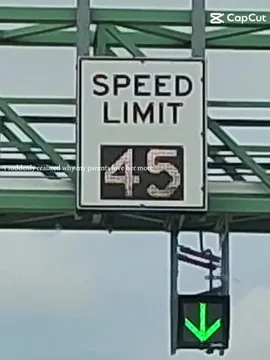 CapCut
SPEED
LIMIT
45
I suddenly realized why my parents love her more